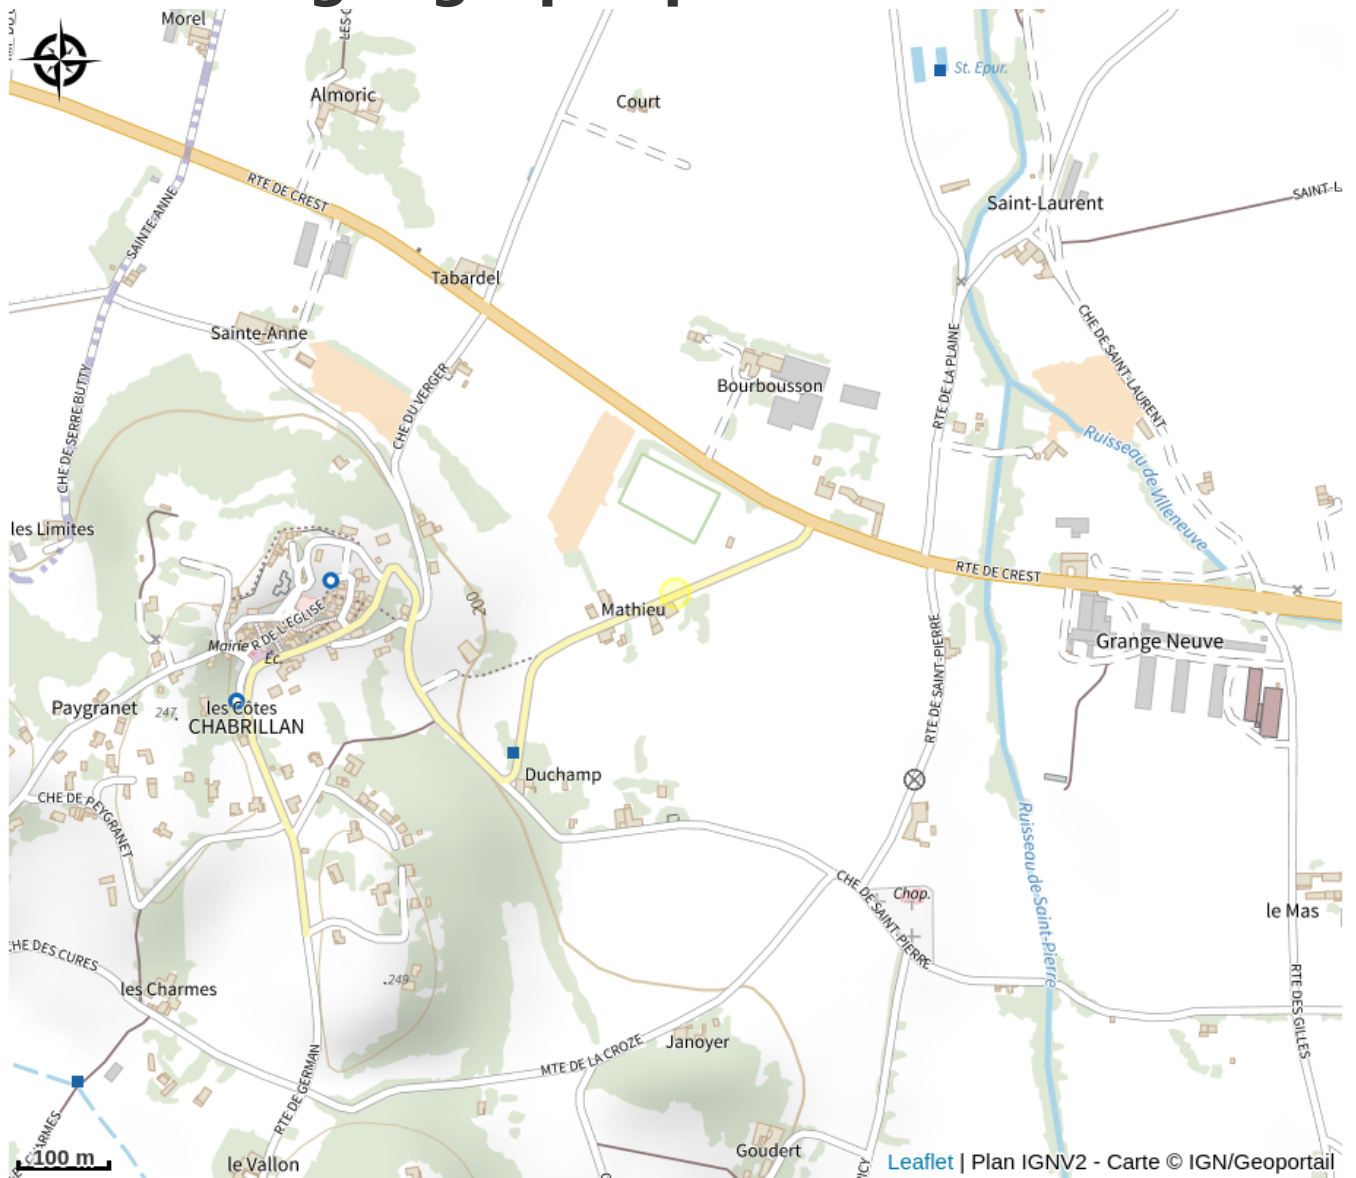 Morel
Almoric
Court
St. Epur.
RTE DE CREST
Saint-Laurent
SAINT-L
SAINTE-ANNE
Tabardel
Sainte-Anne
CHE DE SAINT-LAURENT
RTE DE LA PLAINE
Bourbousson
CHE DU VERGER
CHE DE SERRE BUTTY
Ruisseau de Villeneuve
les Limites
RTE DE CREST
200
Mathieu
R DE L'EGLISE
Mairie
Éc.
Grange Neuve
RTE DE SAINT-PIERRE
Paygranet
247
les Côtes
CHABRILLAN
Duchamp
CHE DE PEYGRANET
Ruisseau de Saint-Pierre
CHE DE SAINT-PIERRE
Chap.
le Mas
CHE DES CURES
les Charmes
249
RTE DES GILLES
Janoyer
MTE DE LA CROZE
RTE DE GERMAN
Goudert
le Vallon
100 m
Leaflet | Plan IGNV2 - Carte © IGN/Geoportail